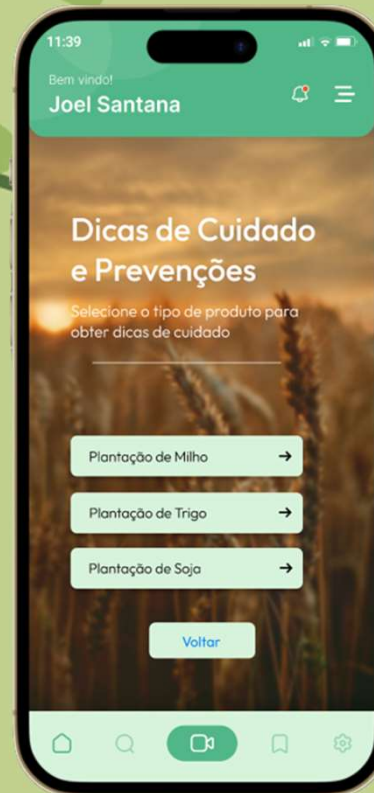 11:39
Bem vindo!
Joel Santana
Dicas de Cuidado
e Prevenções
Selecione o tipo de produto para
obter dicas de cuidado
Plantação de Milho
Plantação de Trigo
Plantação de Soja
Voltar